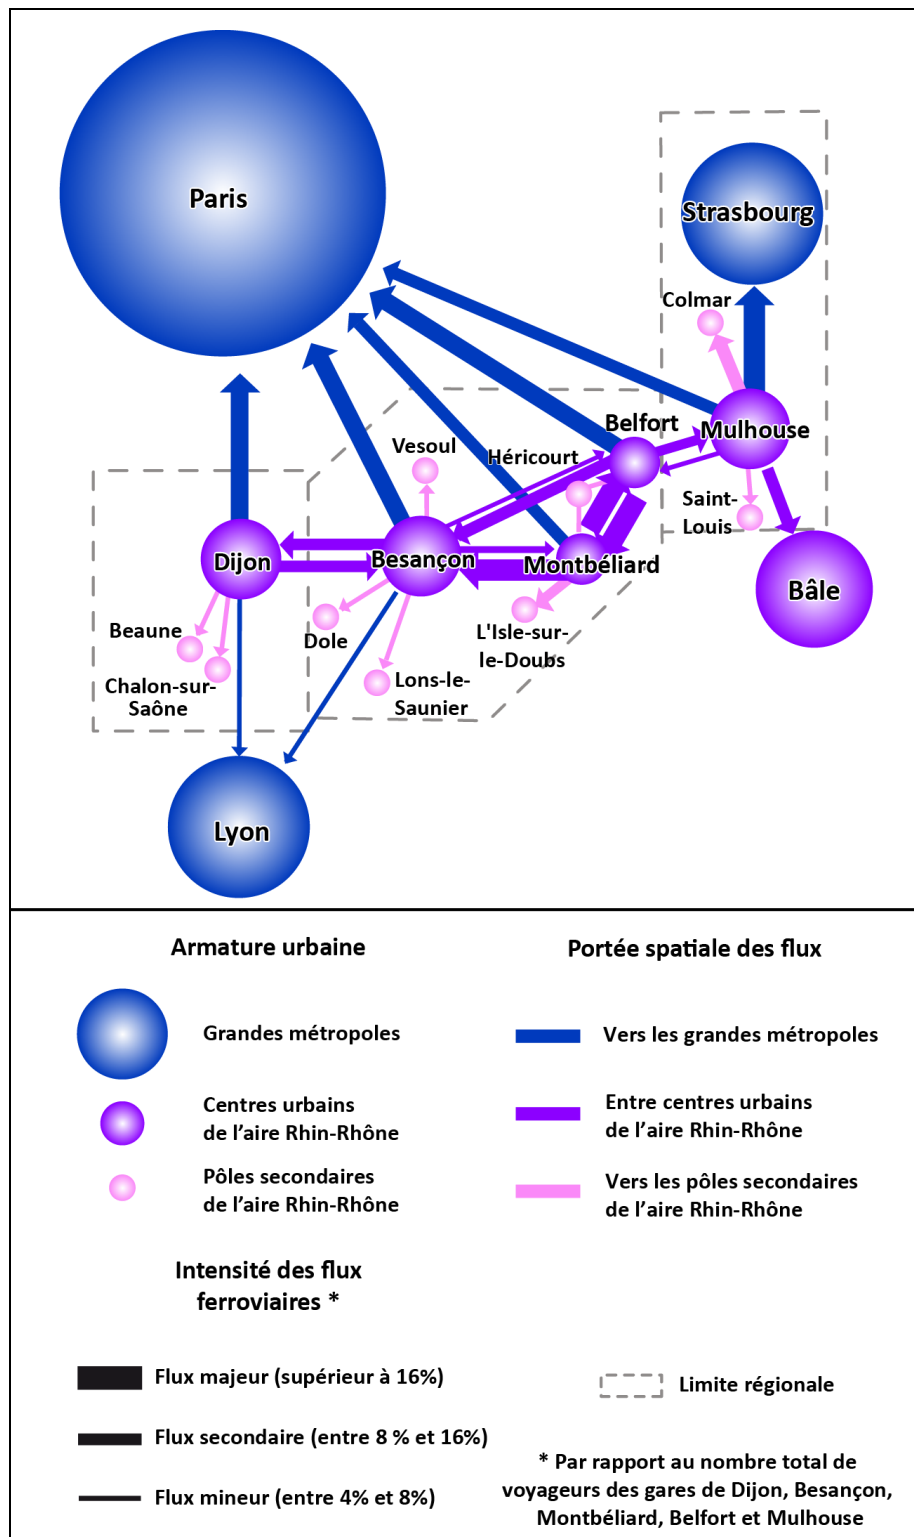 Paris
Strasbourg
Colmar
Belfort
Mulhouse
Vesoul
Héricourt
Saint-
Louis
Dijon
Besançon
Montbéliard
Bâle
Beaune
Dole
L'Isle-sur-
le-Doubs
Chalon-sur-
Saône
Lons-le-
Saunier
Lyon
Armature urbaine
Grandes métropoles
Centres urbains
de l’aire Rhin-Rhône
Pôles secondaires
de l’aire Rhin-Rhône
Portée spatiale des flux
Vers les grandes métropoles
Entre centres urbains
de l’aire Rhin-Rhône
Vers les pôles secondaires
de l’aire Rhin-Rhône
Intensité des flux
ferroviaires *
Flux majeur (supérieur à 16%)
Flux secondaire (entre 8 % et 16%)
Flux mineur (entre 4% et 8%)
Limite régionale
* Par rapport au nombre total de
voyageurs des gares de Dijon, Besançon,
Montbéliard, Belfort et Mulhouse